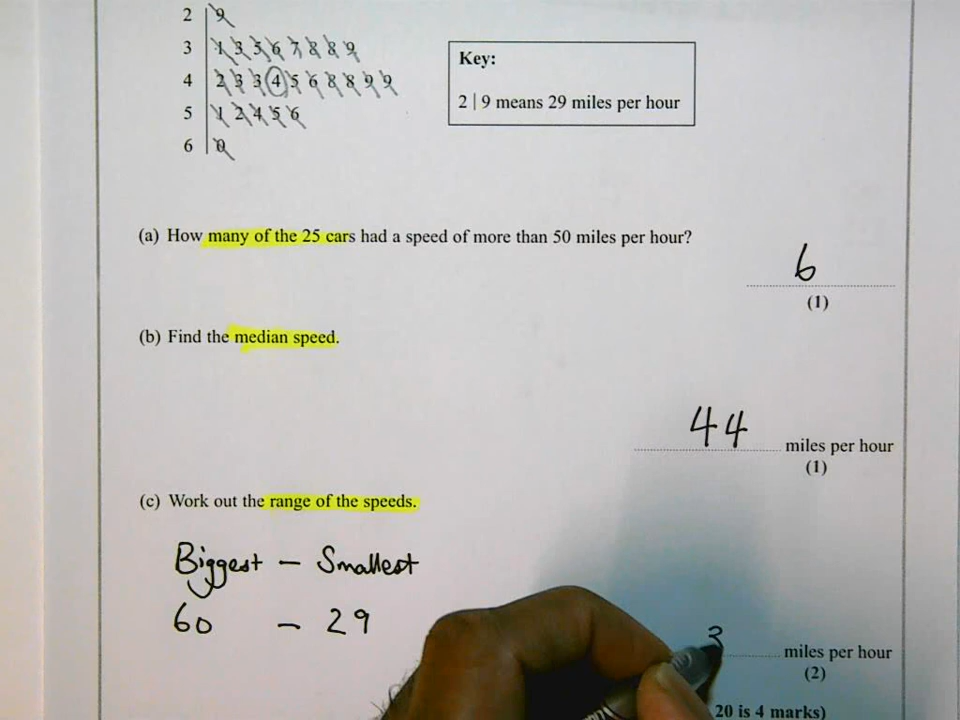 2 | 9
3 | 1 3 5 6 7 8 8 9
4 | 2 3 3 4 5 6 8 8 9 9
5 | 1 2 4 5 6
6 | 0
Key:
2 | 9 means 29 miles per hour
(a) How many of the 25 cars had a speed of more than 50 miles per hour?
6
(1)
(b) Find the median speed.
44 miles per hour
(1)
(c) Work out the range of the speeds.
Biggest – Smallest
60 – 29
3 miles per hour
(2)
20 is 4 marks)